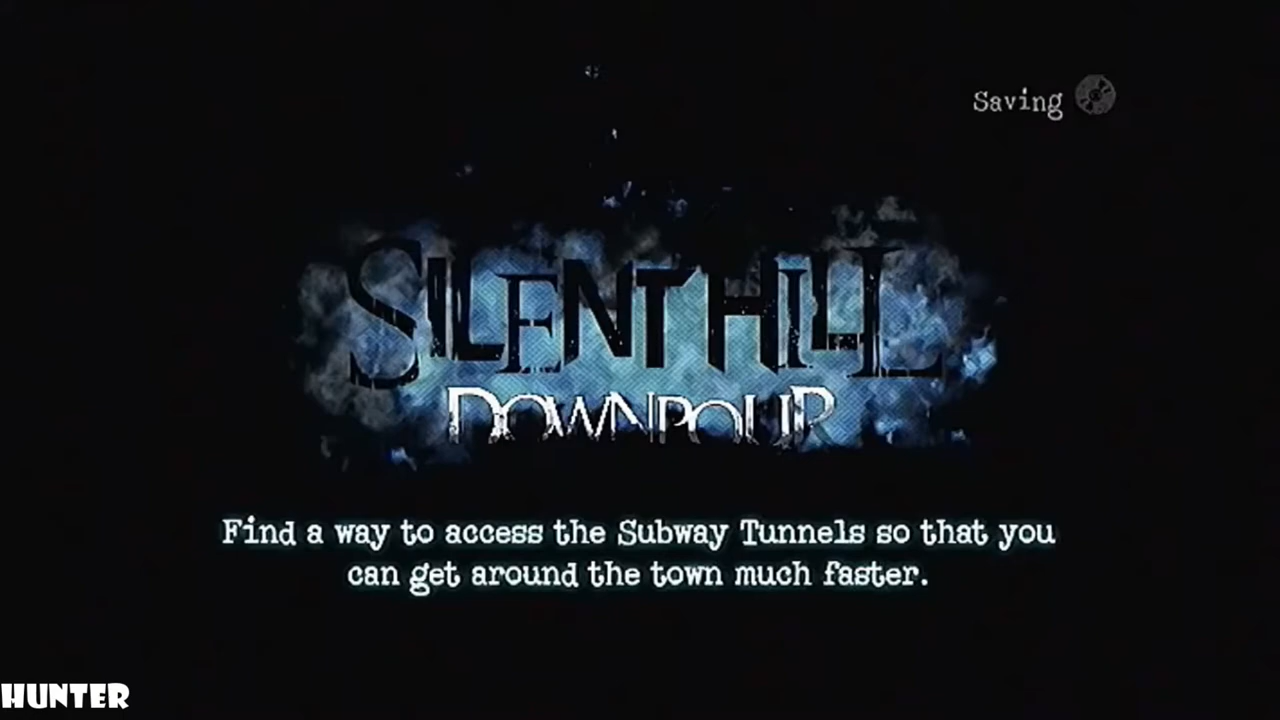 Saving
SILENT HILL
DOWNPOUR
Find a way to access the Subway Tunnels so that you
can get around the town much faster.
HUNTER